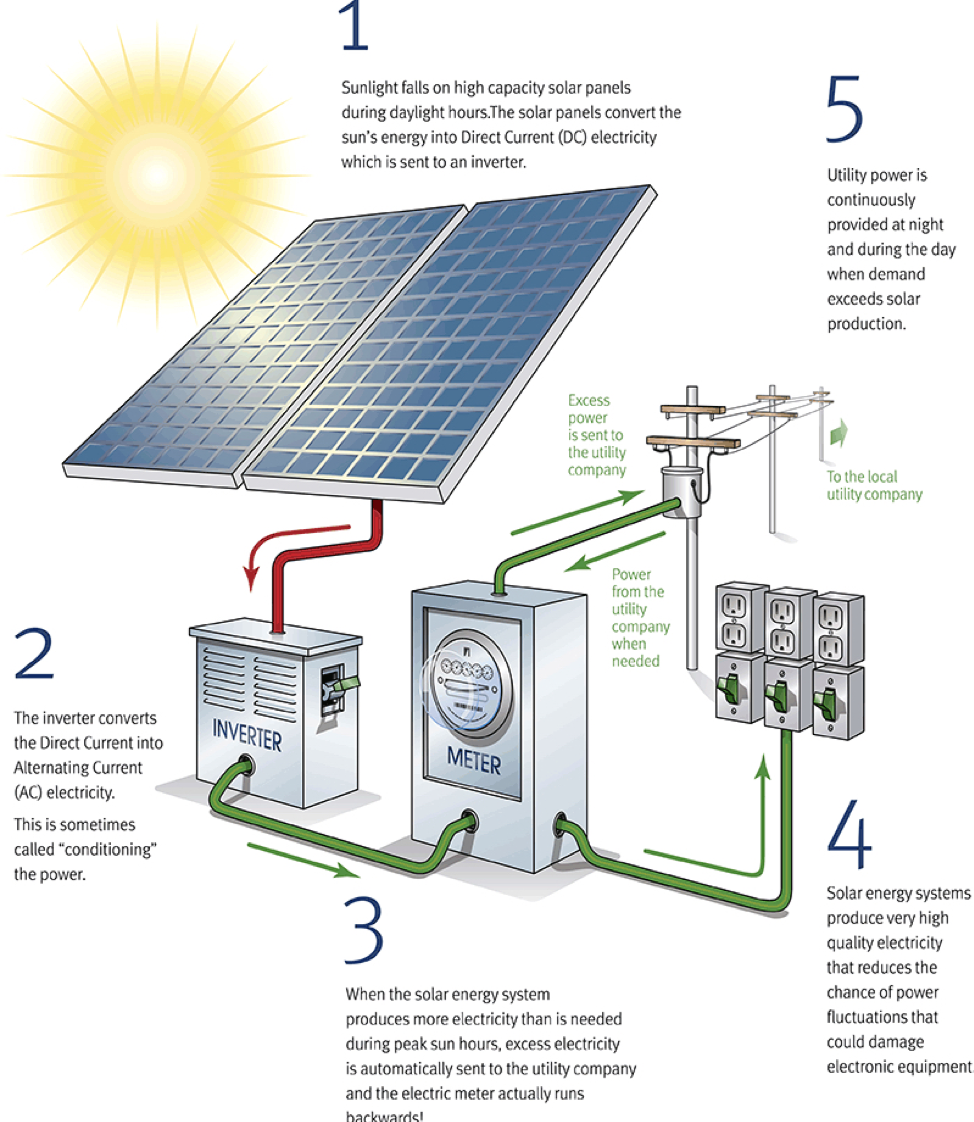 1
Sunlight falls on high capacity solar panels
during daylight hours.The solar panels convert the
sun's energy into Direct Current (DC) electricity
which is sent to an inverter.
5
Utility power is
continuously
provided at night
and during the day
when demand
exceeds solar
production.
Excess
power
is sent to
the utility
company
To the local
utility company
Power
from the
utility
company
when
needed
2
The inverter converts
the Direct Current into
Alternating Current
(AC) electricity.
This is sometimes
called “conditioning”
the power.
INVERTER
METER
3
When the solar energy system
produces more electricity than is needed
during peak sun hours, excess electricity
is automatically sent to the utility company
and the electric meter actually runs
backwards!
4
Solar energy systems
produce very high
quality electricity
that reduces the
chance of power
fluctuations that
could damage
electronic equipment